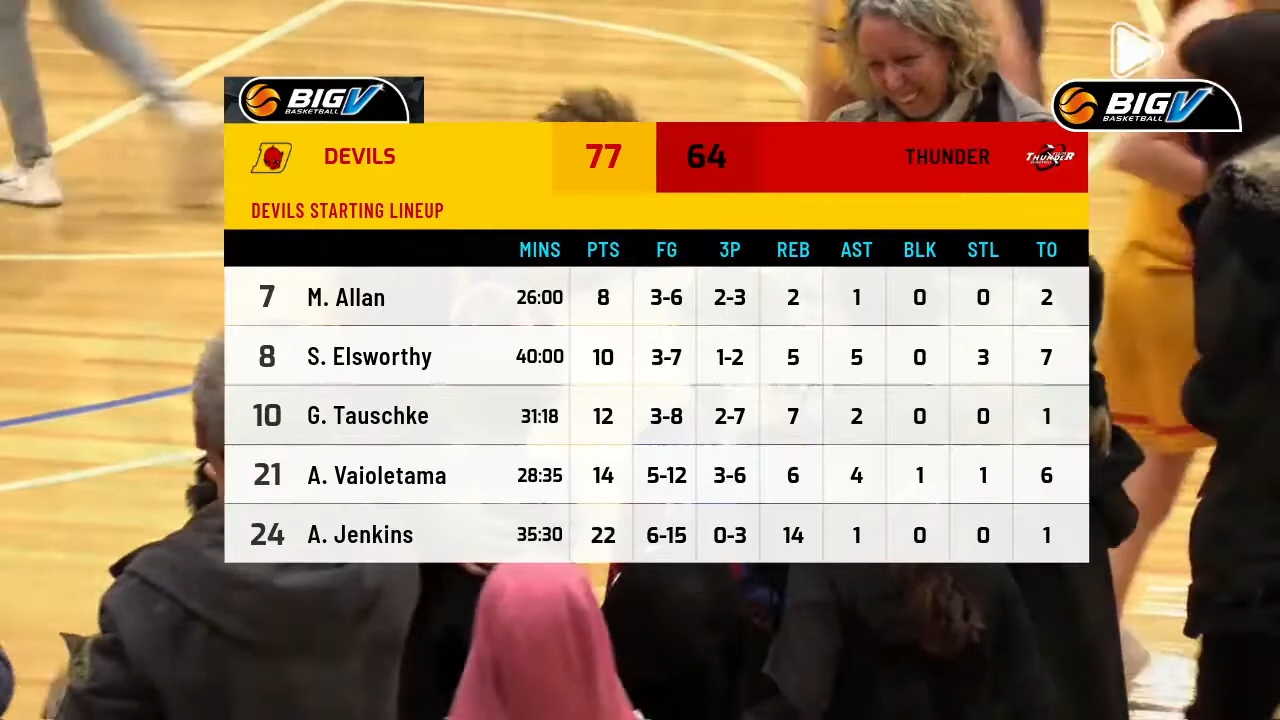 BIGV
BASKETBALL
BIGV
BASKETBALL
DEVILS 77 64 THUNDER THUNDER
DEVILS STARTING LINEUP
MINS PTS FG 3P REB AST BLK STL TO
7 M. Allan 26:00 8 3-6 2-3 2 1 0 0 2
8 S. Elsworthy 40:00 10 3-7 1-2 5 5 0 3 7
10 G. Tauschke 31:18 12 3-8 2-7 7 2 0 0 1
21 A. Vaioletama 28:35 14 5-12 3-6 6 4 1 1 6
24 A. Jenkins 35:30 22 6-15 0-3 14 1 0 0 1